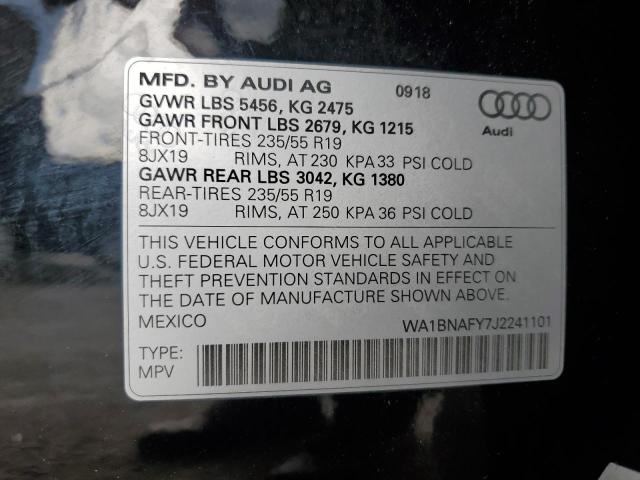 MFD. BY AUDI AG 0918
GVWR LBS 5456, KG 2475
GAWR FRONT LBS 2679, KG 1215
FRONT-TIRES 235/55 R19
8JX19 RIMS, AT 230 KPA 33 PSI COLD
GAWR REAR LBS 3042, KG 1380
REAR-TIRES 235/55 R19
8JX19 RIMS, AT 250 KPA 36 PSI COLD
Audi
THIS VEHICLE CONFORMS TO ALL APPLICABLE
U.S. FEDERAL MOTOR VEHICLE SAFETY AND
THEFT PREVENTION STANDARDS IN EFFECT ON
THE DATE OF MANUFACTURE SHOWN ABOVE.
MEXICO WA1BNAFY7J2241101
TYPE:
MPV